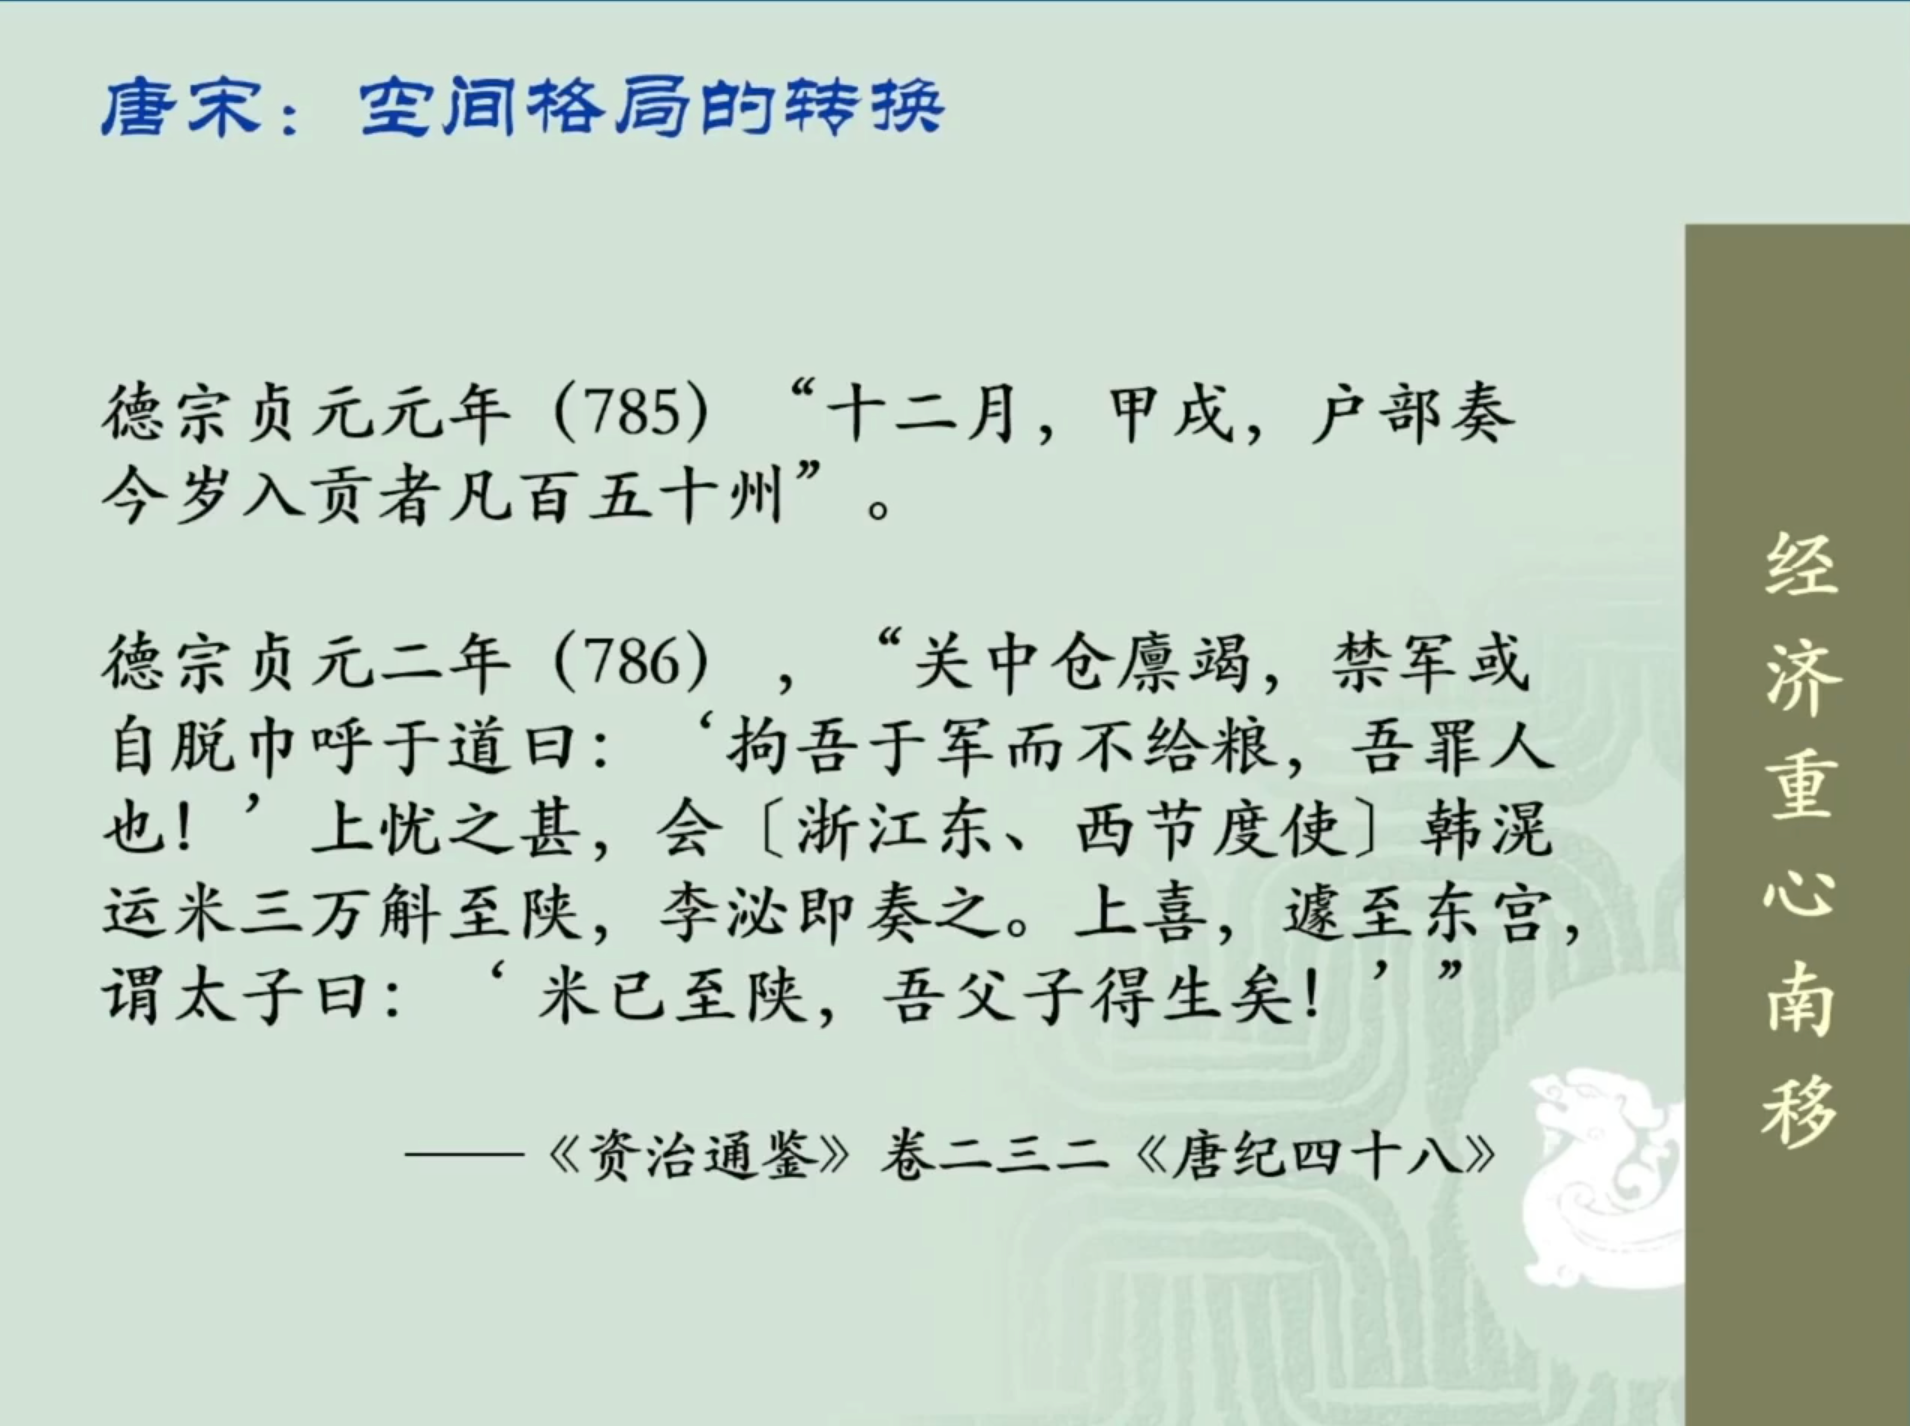 唐宋：空间格局的转换
德宗贞元元年（785）“十二月，甲戌，户部奏
今岁入贡者凡百五十州”。
德宗贞元二年（786），“关中仓廪竭，禁军或
自脱巾呼于道曰：‘拘吾于军而不给粮，吾罪人
也！’上忧之甚，会〔浙江东、西节度使〕韩滉
运米三万斛至陕，李泌即奏之。上喜，遽至东宫，
谓太子曰：‘米已至陕，吾父子得生矣！’”
——《资治通鉴》卷二三二《唐纪四十八》
经济重心南移